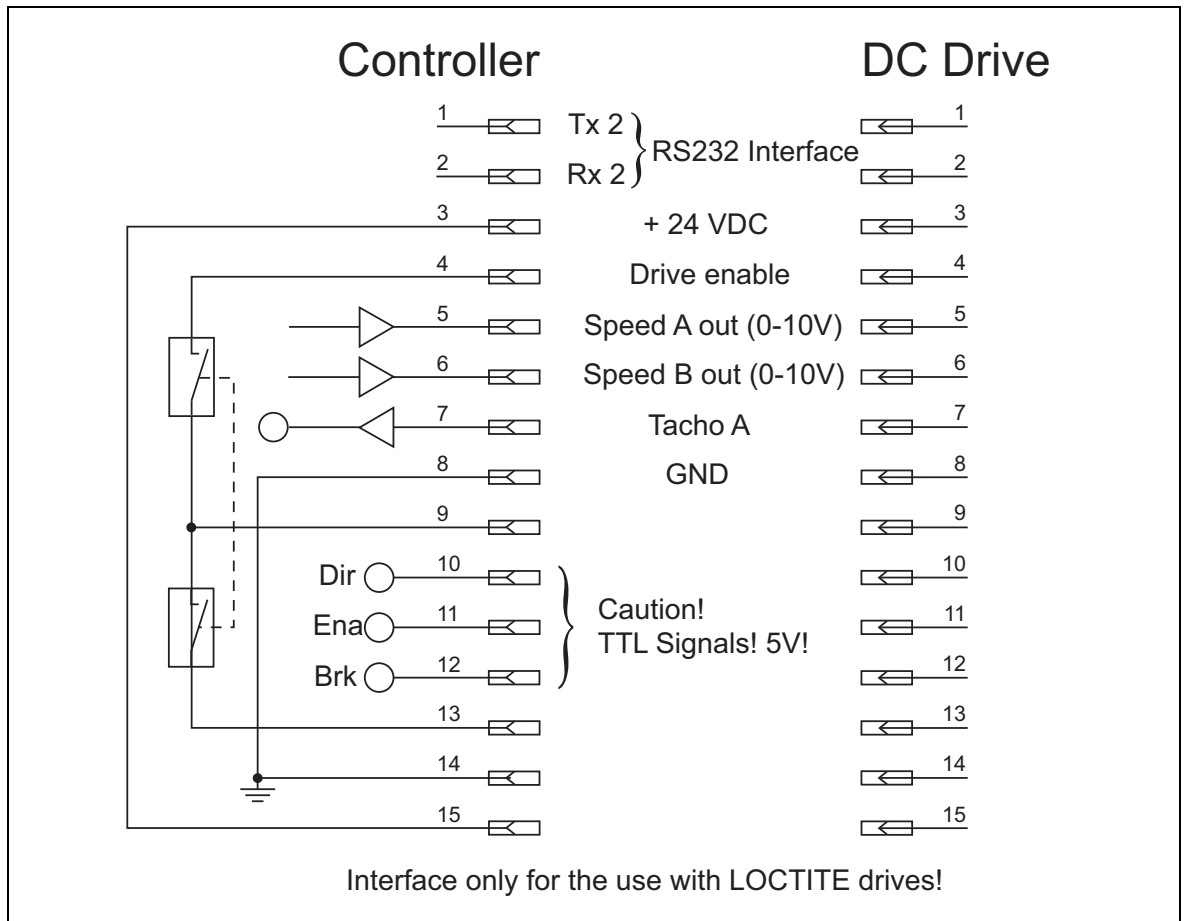 Controller DC Drive
1 Tx 2 1
RS232 Interface
2 Rx 2 2
3 + 24 VDC 3
4 Drive enable 4
5 Speed A out (0-10V) 5
6 Speed B out (0-10V) 6
7 Tacho A 7
8 GND 8
9 9
Dir 10 10
Caution!
Ena 11 11
TTL Signals! 5V!
Brk 12 12
13 13
14 14
15 15
Interface only for the use with LOCTITE drives!